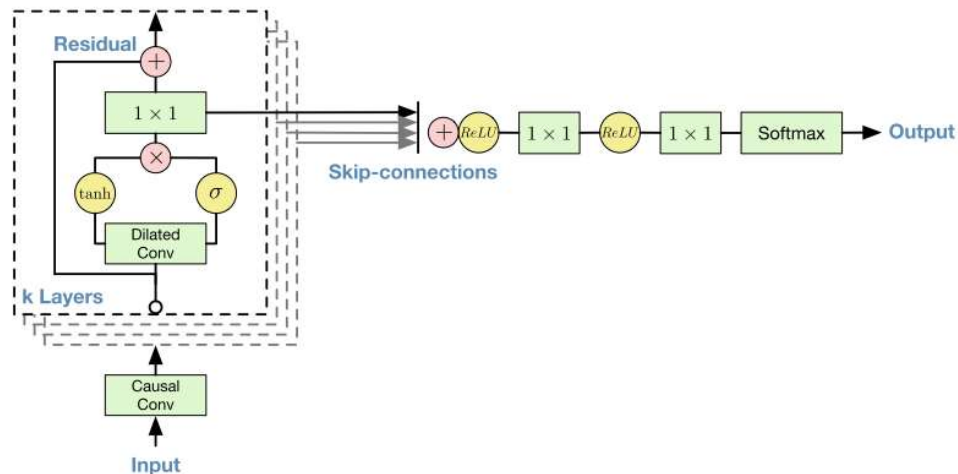 Residual
+
1 × 1
×
tanh
σ
Dilated
Conv
k Layers
Causal
Conv
Input
Skip-connections
+
ReLU
1 × 1
ReLU
1 × 1
Softmax
Output